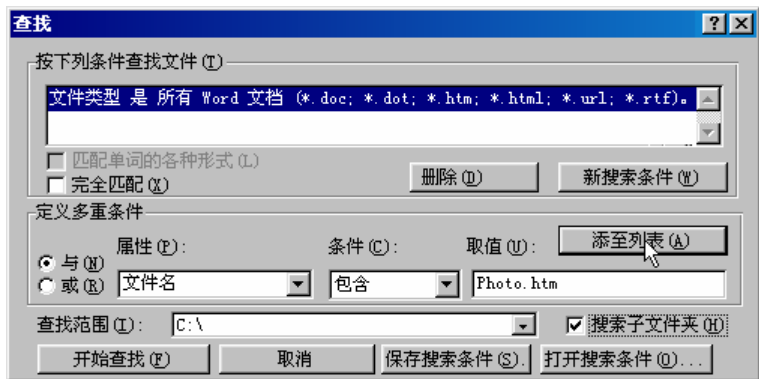 查找
按下列条件查找文件(T)
文件类型 是 所有 Word 文档 (*.doc; *.dot; *.htm; *.html; *.url; *.rtf)。
匹配单词的各种形式(L)
完全匹配(X)
删除(D) 新搜索条件(W)
定义多重条件
属性(P): 条件(C): 取值(U): 添至列表(A)
与(N)
或(R) 文件名 包含 Photo.htm
查找范围(I): C:\ 搜索子文件夹(H)
开始查找(F) 取消 保存搜索条件(S). 打开搜索条件(O)...